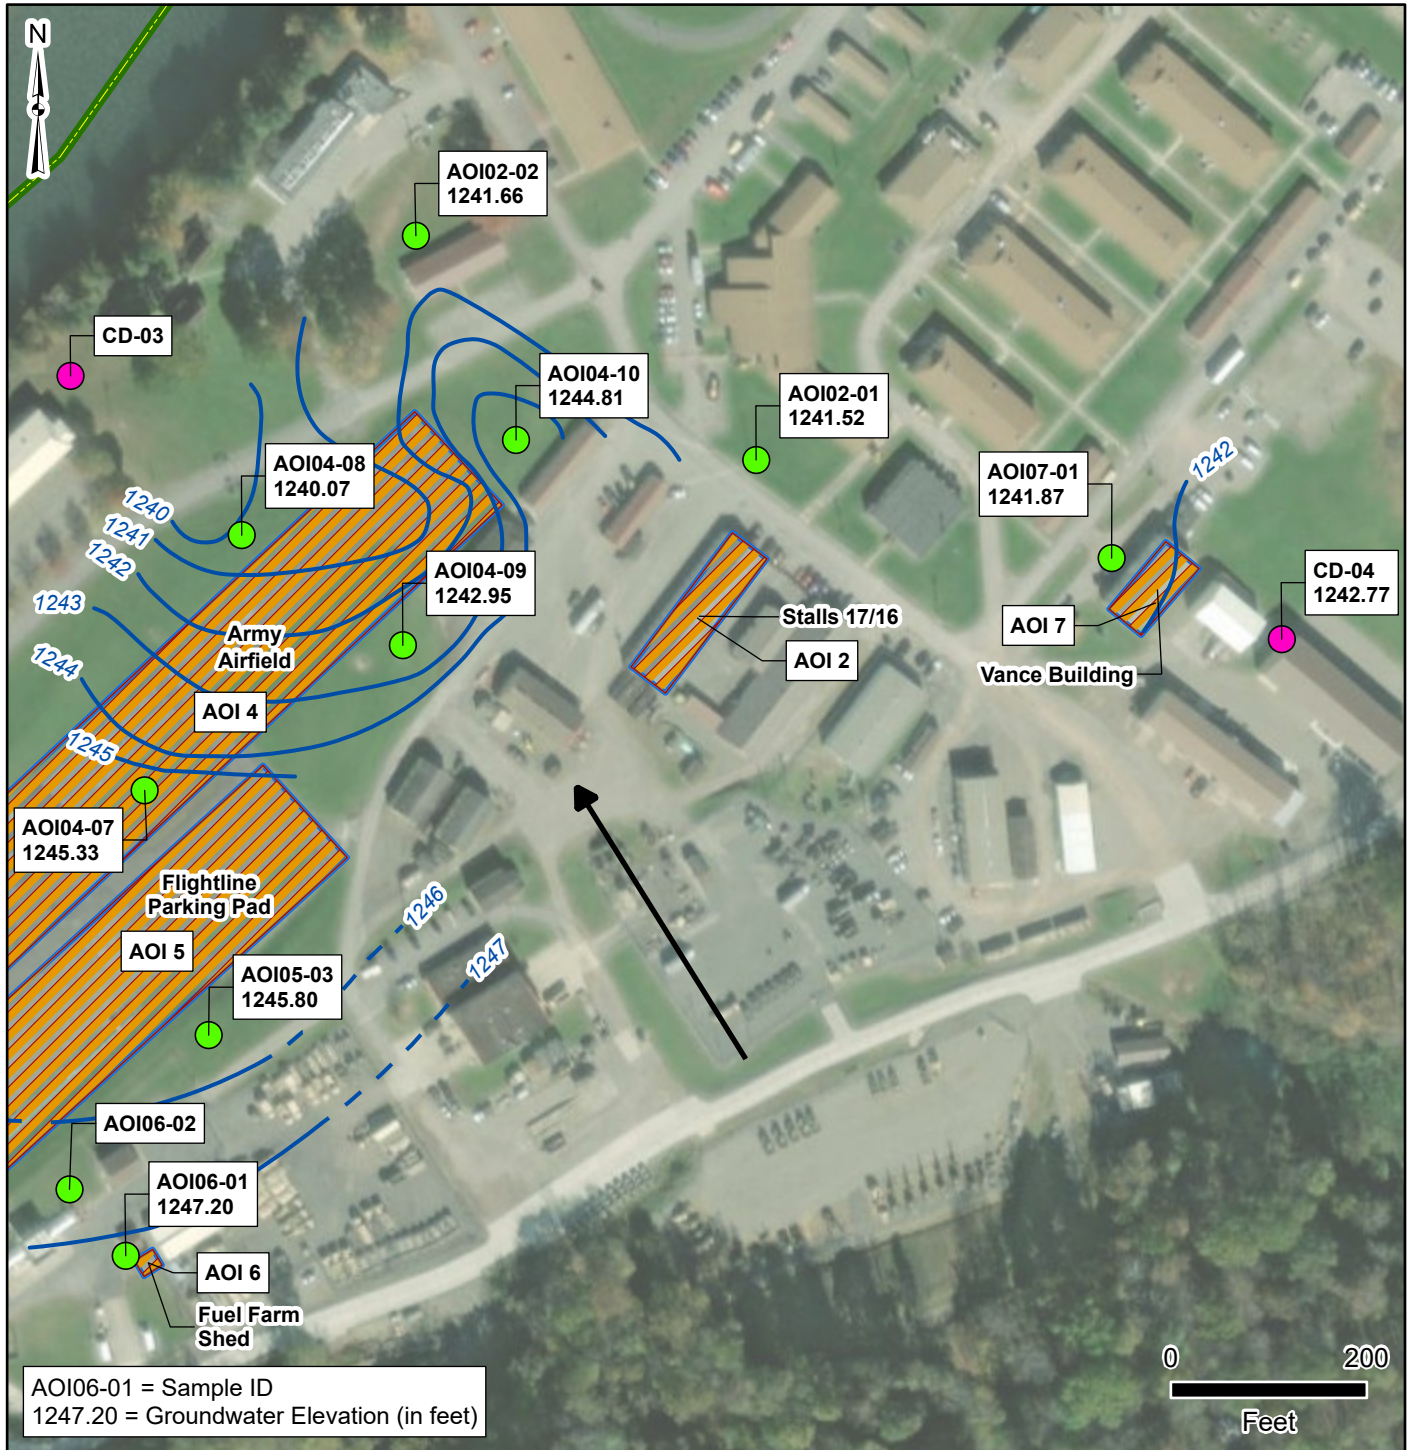 N
AOI02-02
1241.66
CD-03
AOI04-10
1244.81
AOI02-01
1241.52
AOI04-08
1240.07
AOI07-01
1241.87
1242
1240
1241
1242
1243
1244
1245
AOI04-09
1242.95
CD-04
1242.77
Stalls 17/16
AOI 2
AOI 7
Vance Building
Army
Airfield
AOI 4
AOI04-07
1245.33
Flightline
Parking Pad
AOI 5
1246
1247
AOI05-03
1245.80
AOI06-02
AOI06-01
1247.20
AOI 6
Fuel Farm
Shed
AOI06-01 = Sample ID
1247.20 = Groundwater Elevation (in feet)
0 200
Feet